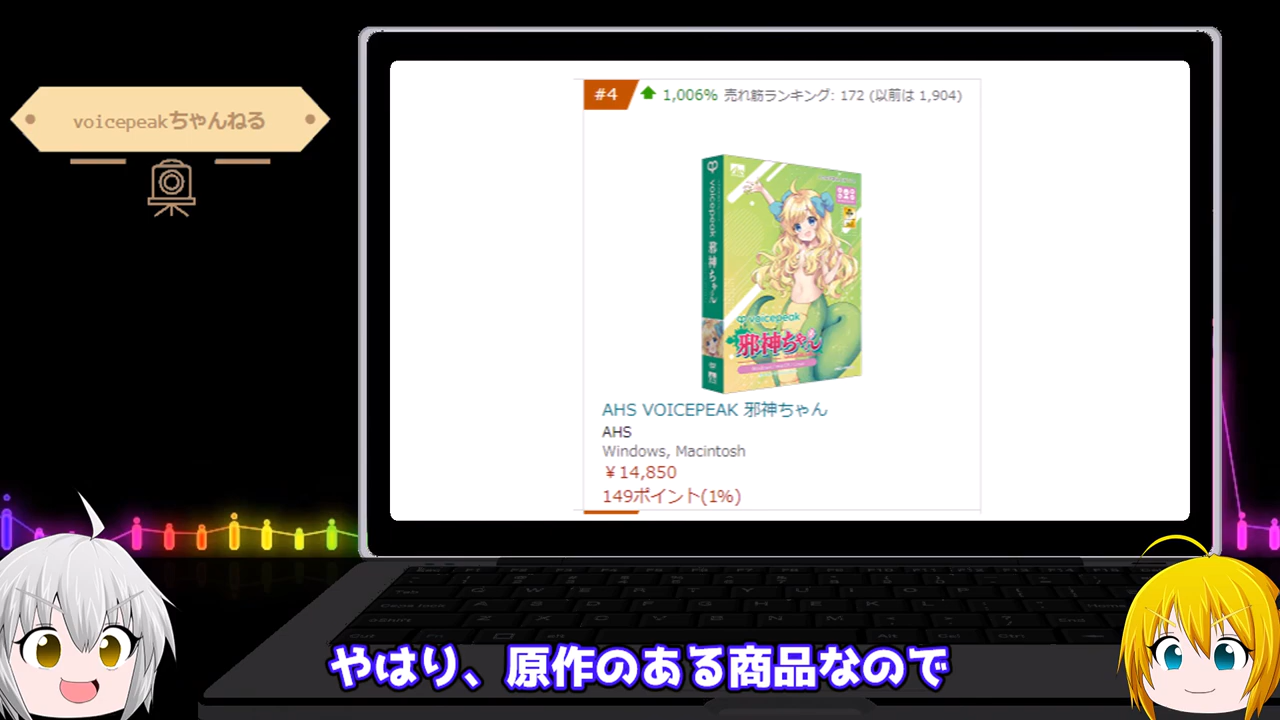 voicepeakちゃんねる
#4 1,006% 売れ筋ランキング: 172 (以前は 1,904)
voicepeak 邪神ちゃん
voicepeak
邪神ちゃん
AHS VOICEPEAK 邪神ちゃん
AHS
Windows, Macintosh
￥14,850
149ポイント(1%)
やはり、原作のある商品なので